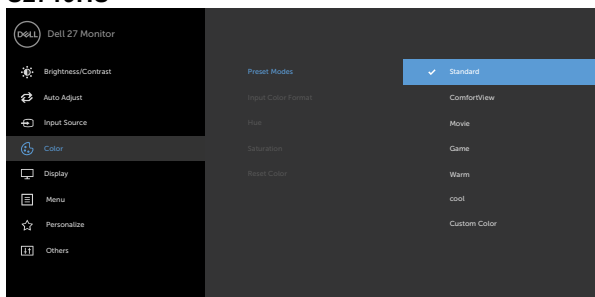 DELL
Dell 27 Monitor
Brightness/Contrast
Auto Adjust
Input Source
Color
Display
Menu
Personalize
Others
Preset Modes
Input Color Format
Hue
Saturation
Reset Color
Standard
ComfortView
Movie
Game
Warm
cool
Custom Color